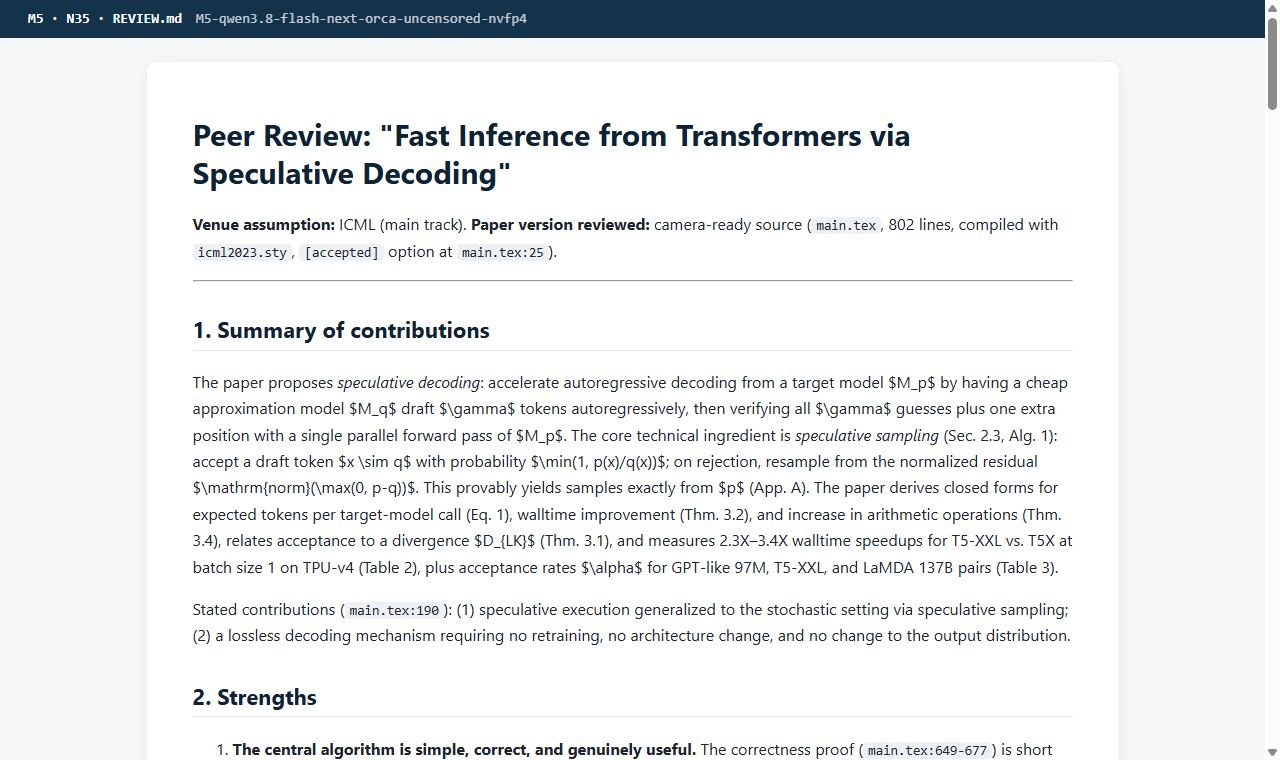 M5 • N35 • REVIEW.md M5-qwen3.8-flash-next-orca-uncensored-nvfp4
Peer Review: "Fast Inference from Transformers via
Speculative Decoding"
Venue assumption: ICML (main track). Paper version reviewed: camera-ready source ( main.tex , 802 lines, compiled with
icml2023.sty , [accepted] option at main.tex:25 ).
1. Summary of contributions
The paper proposes speculative decoding: accelerate autoregressive decoding from a target model $M_p$ by having a cheap
approximation model $M_q$ draft $\gamma$ tokens autoregressively, then verifying all $\gamma$ guesses plus one extra
position with a single parallel forward pass of $M_p$. The core technical ingredient is speculative sampling (Sec. 2.3, Alg. 1):
accept a draft token $x \sim q$ with probability $\min(1, p(x)/q(x))$; on rejection, resample from the normalized residual
$\mathrm{norm}(\max(0, p-q))$. This provably yields samples exactly from $p$ (App. A). The paper derives closed forms for
expected tokens per target-model call (Eq. 1), walltime improvement (Thm. 3.2), and increase in arithmetic operations (Thm.
3.4), relates acceptance to a divergence $D_{LK}$ (Thm. 3.1), and measures 2.3X–3.4X walltime speedups for T5-XXL vs. T5X at
batch size 1 on TPU-v4 (Table 2), plus acceptance rates $\alpha$ for GPT-like 97M, T5-XXL, and LaMDA 137B pairs (Table 3).
Stated contributions ( main.tex:190 ): (1) speculative execution generalized to the stochastic setting via speculative sampling;
(2) a lossless decoding mechanism requiring no retraining, no architecture change, and no change to the output distribution.
2. Strengths
1. The central algorithm is simple, correct, and genuinely useful. The correctness proof ( main.tex:649-677 ) is short